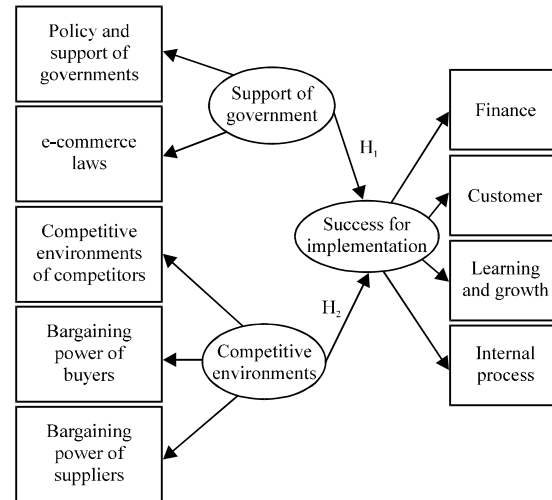 Policy and
support of
governments
e-commerce
laws
Competitive
environments
of competitors
Bargaining
power of
buyers
Bargaining
power of
suppliers
Support of
government
Competitive
environments
H₁
H₂
Success for
implementation
Finance
Customer
Learning
and growth
Internal
process